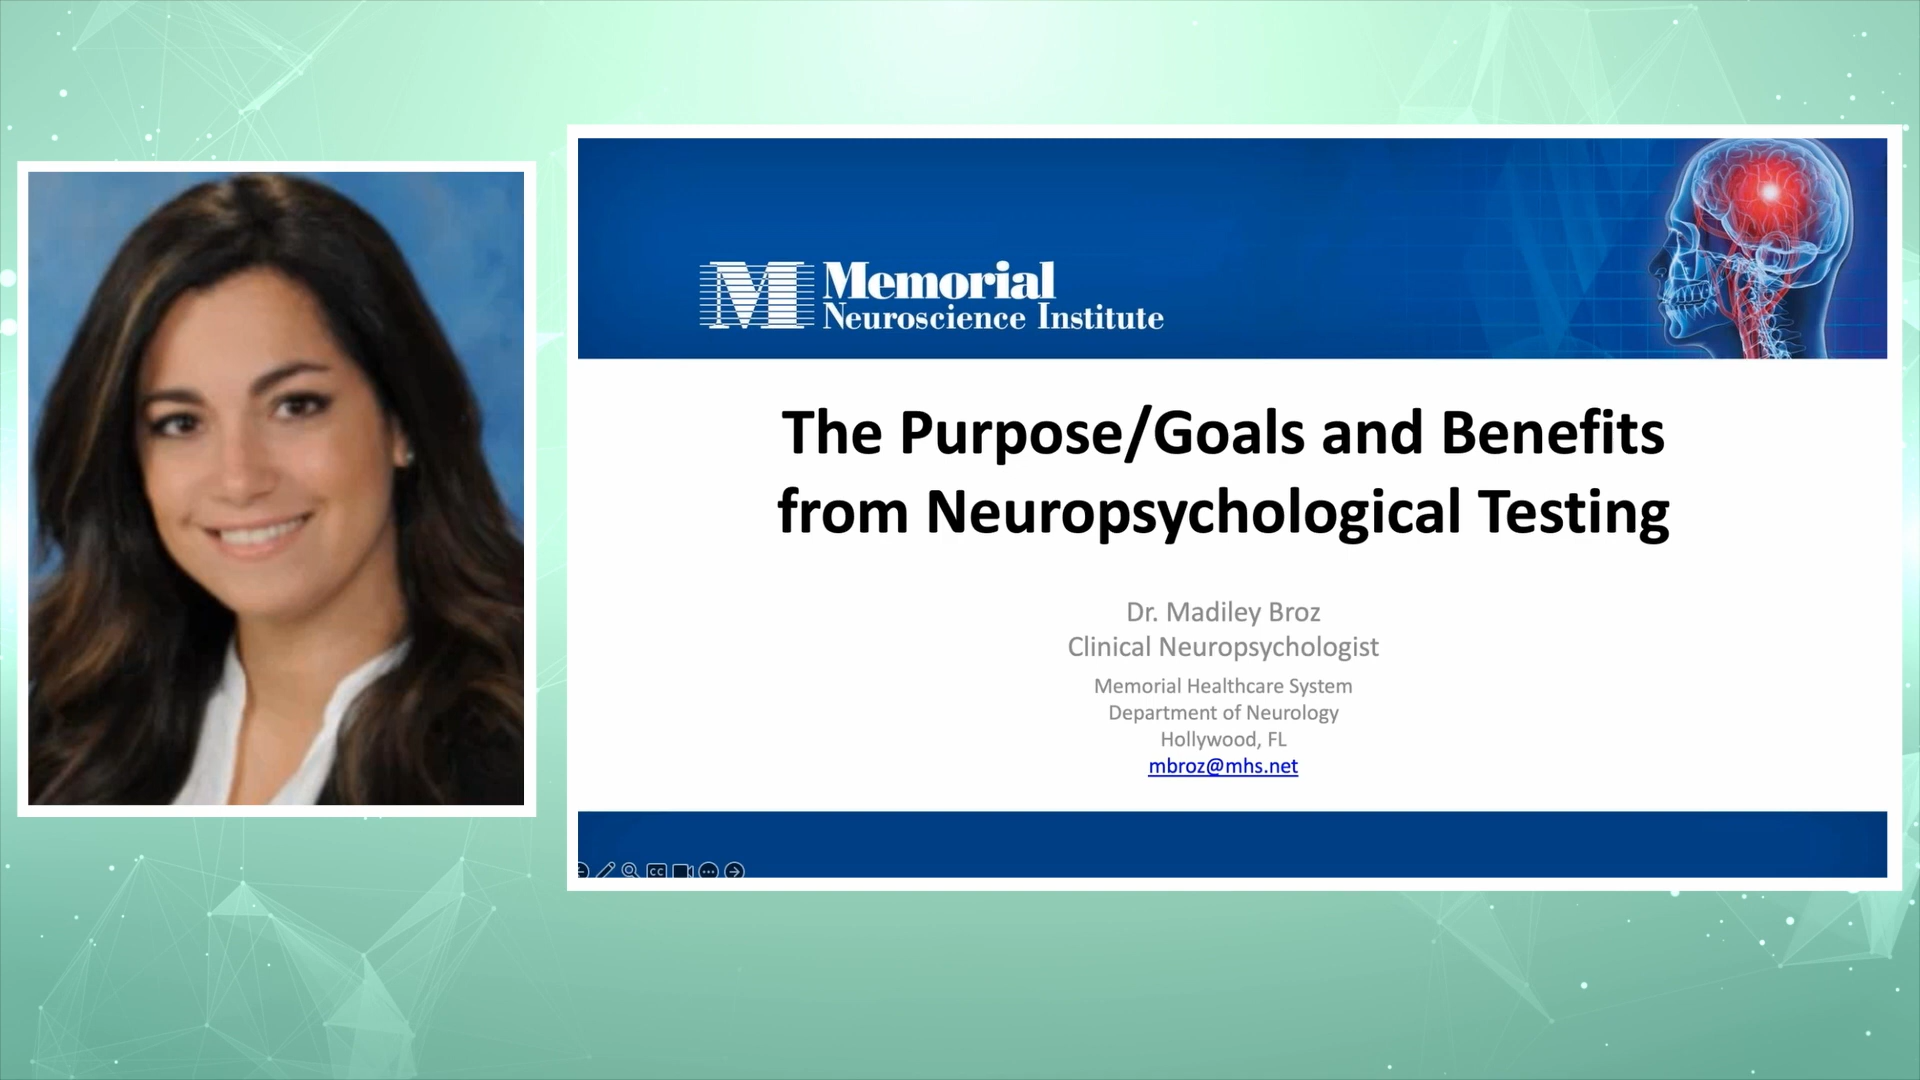 M Memorial
Neuroscience Institute
The Purpose/Goals and Benefits
from Neuropsychological Testing
Dr. Madiley Broz
Clinical Neuropsychologist
Memorial Healthcare System
Department of Neurology
Hollywood, FL
mbroz@mhs.net
CC